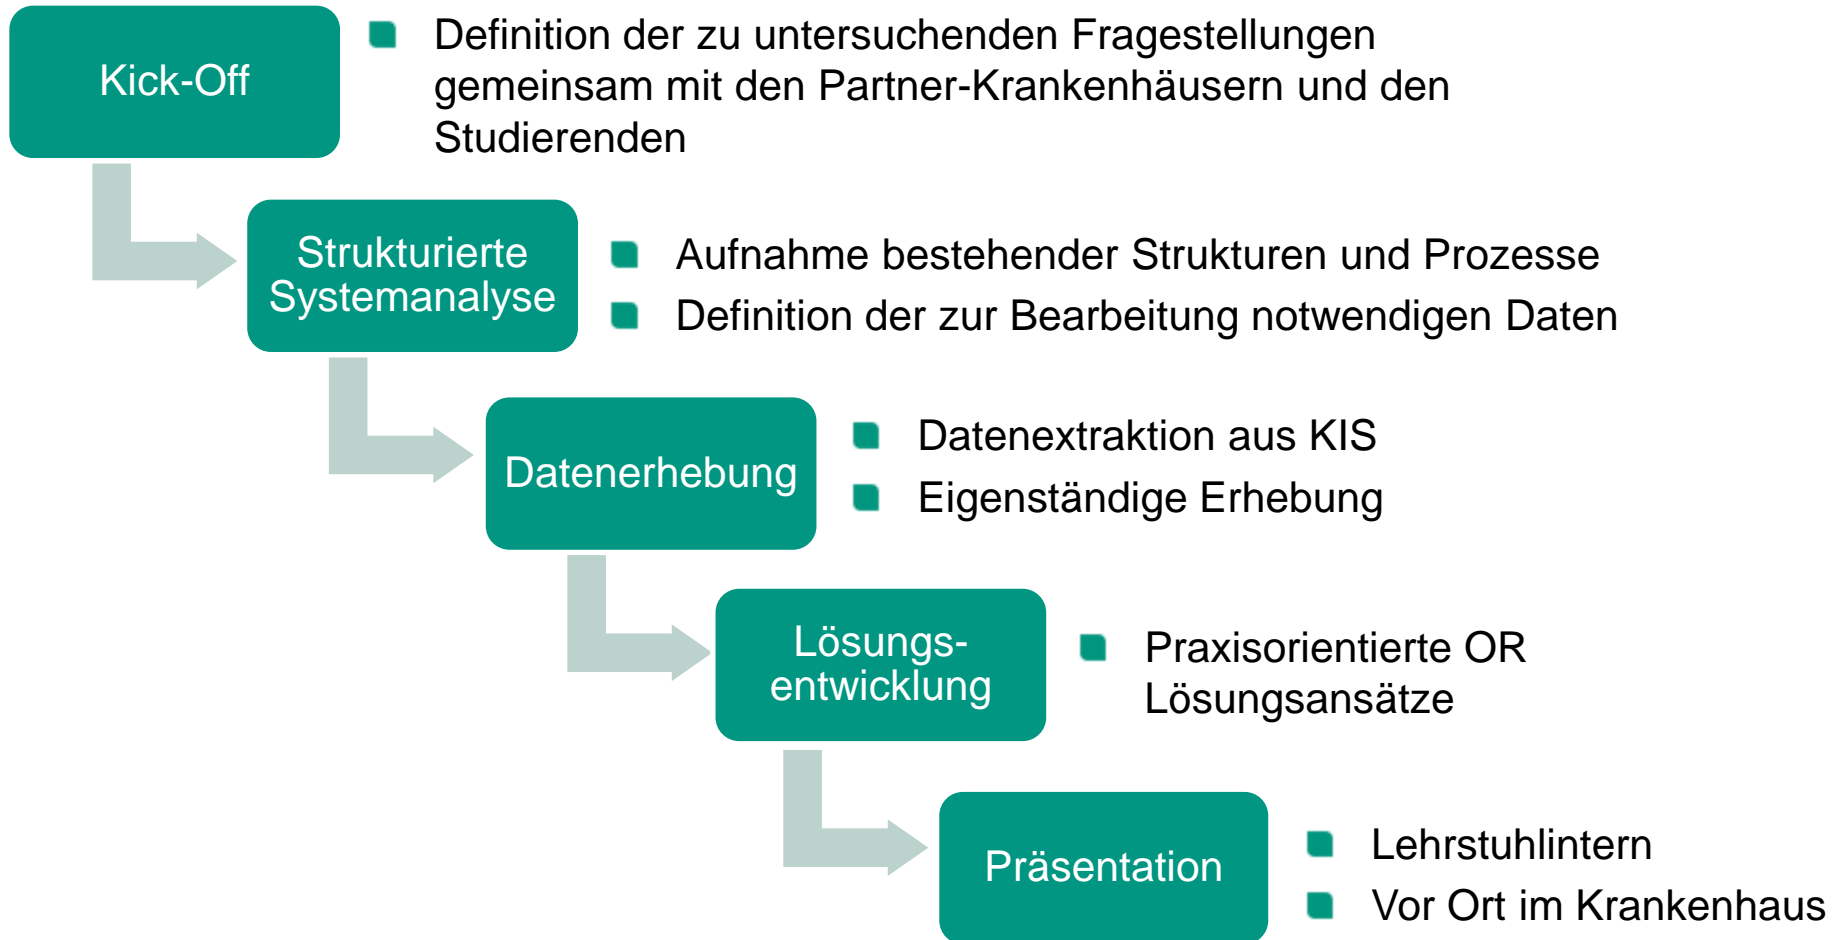 Kick-Off
Definition der zu untersuchenden Fragestellungen
gemeinsam mit den Partner-Krankenhäusern und den
Studierenden
Strukturierte
Systemanalyse
Aufnahme bestehender Strukturen und Prozesse
Definition der zur Bearbeitung notwendigen Daten
Datenerhebung
Datenextraktion aus KIS
Eigenständige Erhebung
Lösungs-
entwicklung
Praxisorientierte OR
Lösungsansätze
Präsentation
Lehrstuhlintern
Vor Ort im Krankenhaus